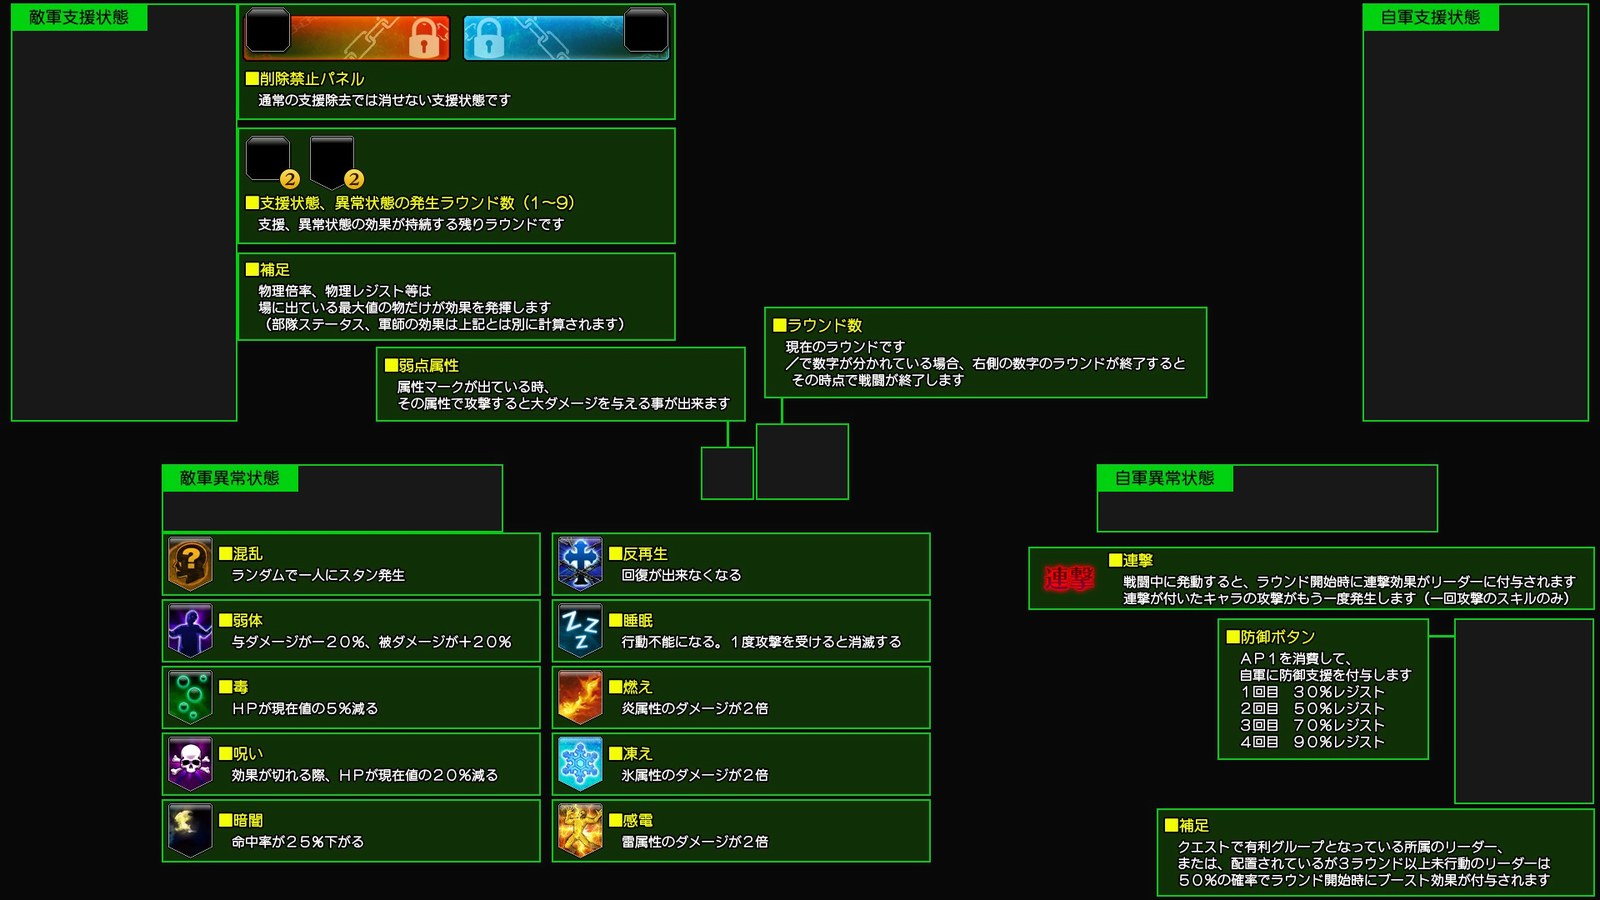 敵軍支援状態
■削除禁止パネル
通常の支援除去では消せない支援状態です
2
2
■支援状態、異常状態の発生ラウンド数（1～9）
支援、異常状態の効果が持続する残りラウンドです
■補足
物理倍率、物理レジスト等は
場に出ている最大値の物だけが効果を発揮します
（部隊ステータス、軍師の効果は上記とは別に計算されます）
■弱点属性
属性マークが出ている時、
その属性で攻撃すると大ダメージを与える事が出来ます
■ラウンド数
現在のラウンドです
／で数字が分かれている場合、右側の数字のラウンドが終了すると
その時点で戦闘が終了します
自軍支援状態
敵軍異常状態
■混乱
ランダムで一人にスタン発生
■弱体
与ダメージが－２０％、被ダメージが＋２０％
■毒
ＨＰが現在値の５％減る
■呪い
効果が切れる際、ＨＰが現在値の２０％減る
■暗闇
命中率が２５％下がる
■反再生
回復が出来なくなる
■睡眠
行動不能になる。１度攻撃を受けると消滅する
■燃え
炎属性のダメージが２倍
■凍え
氷属性のダメージが２倍
■感電
雷属性のダメージが２倍
自軍異常状態
連撃
■連撃
戦闘中に発動すると、ラウンド開始時に連撃効果がリーダーに付与されます
連撃が付いたキャラの攻撃がもう一度発生します（一回攻撃のスキルのみ）
■防御ボタン
ＡＰ１を消費して、
自軍に防御支援を付与します
１回目　３０％レジスト
２回目　５０％レジスト
３回目　７０％レジスト
４回目　９０％レジスト
■補足
クエストで有利グループとなっている所属のリーダー、
または、配置されているが３ラウンド以上未行動のリーダーは
５０％の確率でラウンド開始時にブースト効果が付与されます